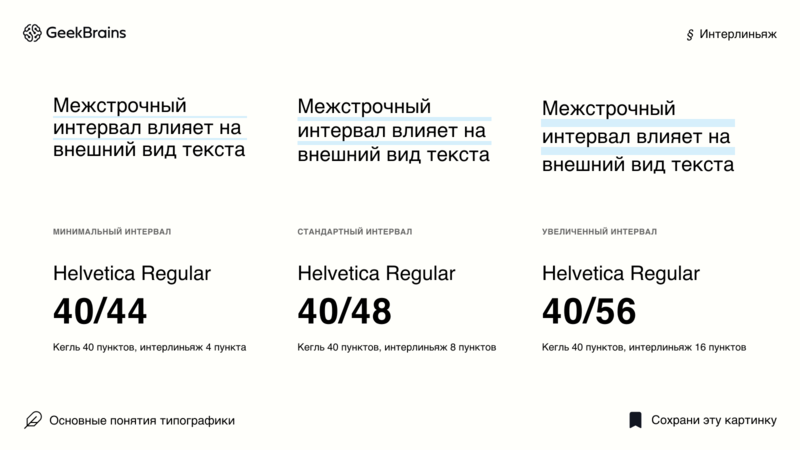 GeekBrains
§ Интерлиньяж
Межстрочный
интервал влияет на
внешний вид текста
Межстрочный
интервал влияет на
внешний вид текста
Межстрочный
интервал влияет на
внешний вид текста
МИНИМАЛЬНЫЙ ИНТЕРВАЛ
СТАНДАРТНЫЙ ИНТЕРВАЛ
УВЕЛИЧЕННЫЙ ИНТЕРВАЛ
Helvetica Regular
40/44
Кегль 40 пунктов, интерлиньяж 4 пункта
Helvetica Regular
40/48
Кегль 40 пунктов, интерлиньяж 8 пунктов
Helvetica Regular
40/56
Кегль 40 пунктов, интерлиньяж 16 пунктов
Основные понятия типографики
Сохрани эту картинку